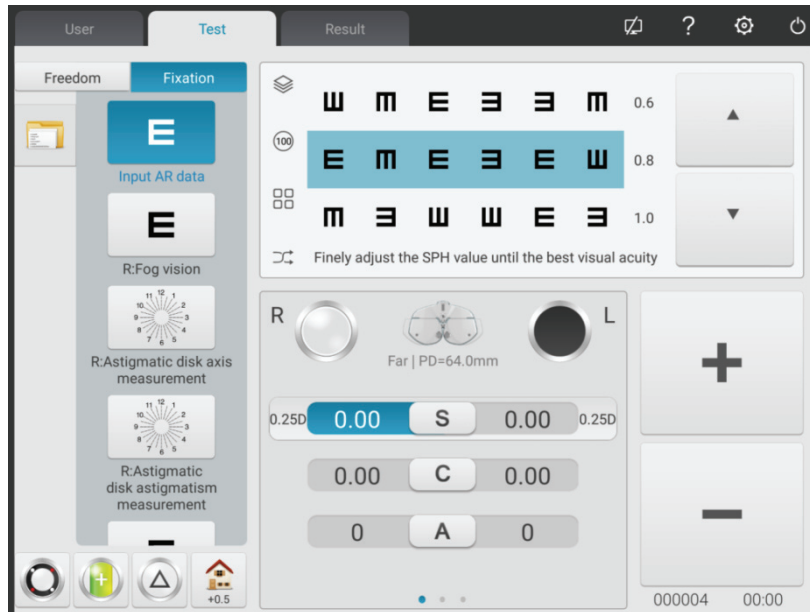 User Test Result ?
Freedom Fixation
Input AR data
R:Fog vision
R:Astigmatic disk axis
measurement
R:Astigmatic
disk astigmatism
measurement
+0.5
0.6
100
0.8
1.0
Finely adjust the SPH value until the best visual acuity
R L
Far | PD=64.0mm
0.25D 0.00 S 0.00 0.25D
0.00 C 0.00
0 A 0
+
−
000004 00:00